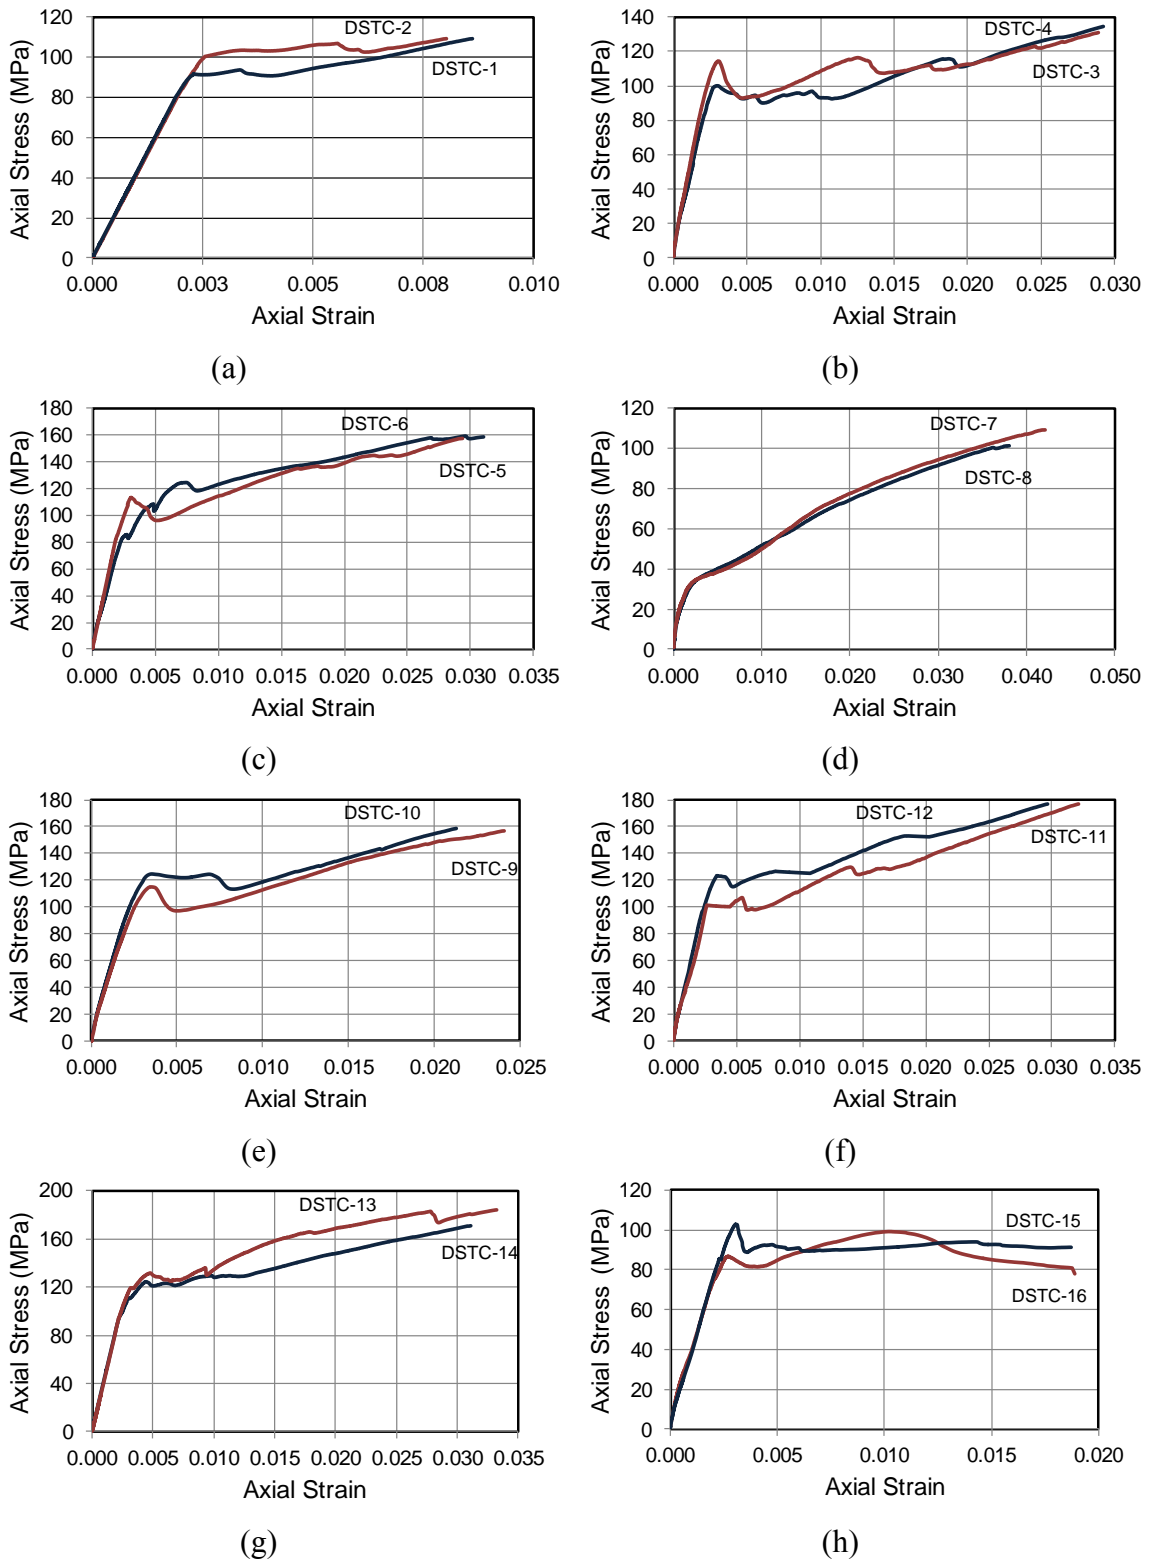 120
100
80
60
40
20
0
Axial Stress (MPa)
DSTC-2
DSTC-1
0.000 0.003 0.005 0.008 0.010
Axial Strain
(a)
140
120
100
80
60
40
20
0
Axial Stress (MPa)
DSTC-4
DSTC-3
0.000 0.005 0.010 0.015 0.020 0.025 0.030
Axial Strain
(b)
180
160
140
120
100
80
60
40
20
0
Axial Stress (MPa)
DSTC-6
DSTC-5
0.000 0.005 0.010 0.015 0.020 0.025 0.030 0.035
Axial Strain
(c)
120
100
80
60
40
20
0
Axial Stress (MPa)
DSTC-7
DSTC-8
0.000 0.010 0.020 0.030 0.040 0.050
Axial Strain
(d)
180
160
140
120
100
80
60
40
20
0
Axial Stress (MPa)
DSTC-10
DSTC-9
0.000 0.005 0.010 0.015 0.020 0.025
Axial Strain
(e)
180
160
140
120
100
80
60
40
20
0
Axial Stress (MPa)
DSTC-12
DSTC-11
0.000 0.005 0.010 0.015 0.020 0.025 0.030 0.035
Axial Strain
(f)
200
160
120
80
40
0
Axial Stress (MPa)
DSTC-13
DSTC-14
0.000 0.005 0.010 0.015 0.020 0.025 0.030 0.035
Axial Strain
(g)
120
100
80
60
40
20
0
Axial Stress (MPa)
DSTC-15
DSTC-16
0.000 0.005 0.010 0.015 0.020
Axial Strain
(h)